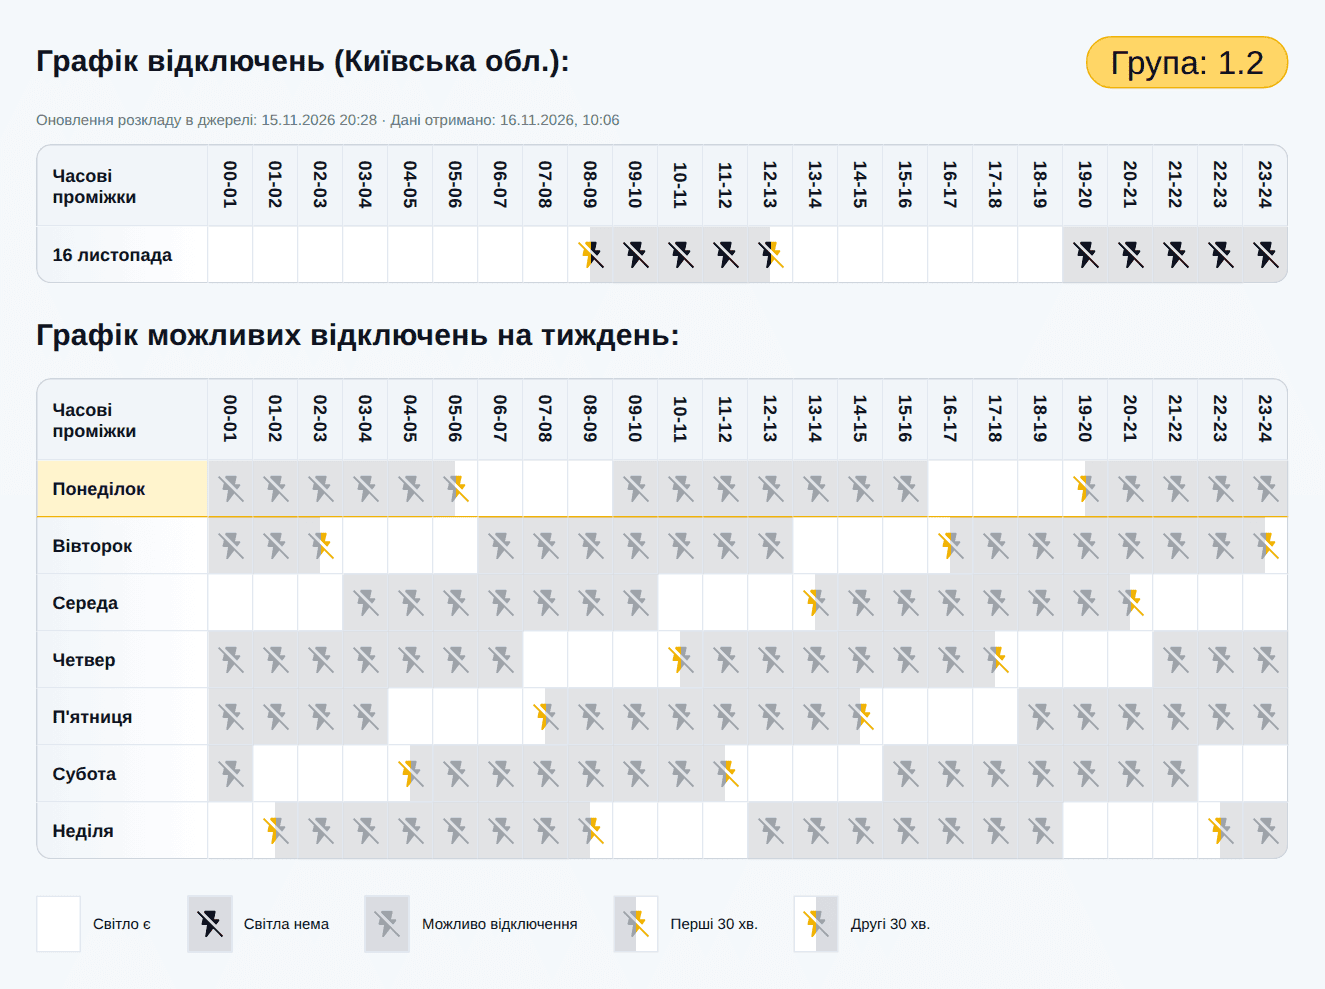 Графік відключень (Київська обл.):
Група: 1.2
Оновлення розкладу в джерелі: 15.11.2026 20:28 · Дані отримано: 16.11.2026, 10:06
Часові проміжки 00-01 01-02 02-03 03-04 04-05 05-06 06-07 07-08 08-09 09-10 10-11 11-12 12-13 13-14 14-15 15-16 16-17 17-18 18-19 19-20 20-21 21-22 22-23 23-24
16 листопада
Графік можливих відключень на тиждень:
Часові проміжки 00-01 01-02 02-03 03-04 04-05 05-06 06-07 07-08 08-09 09-10 10-11 11-12 12-13 13-14 14-15 15-16 16-17 17-18 18-19 19-20 20-21 21-22 22-23 23-24
Понеділок
Вівторок
Середа
Четвер
П'ятниця
Субота
Неділя
Світло є Світла нема Можливо відключення Перші 30 хв. Другі 30 хв.